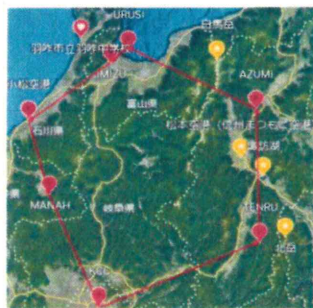 URUSI
白馬岳
羽咋市立羽咋中学校
小松空港
IMIZU
AZUMI
富山県
松本空港（信州まつもと空港
石川県
諏訪湖
MANAH
岐阜県
TENRU
北岳